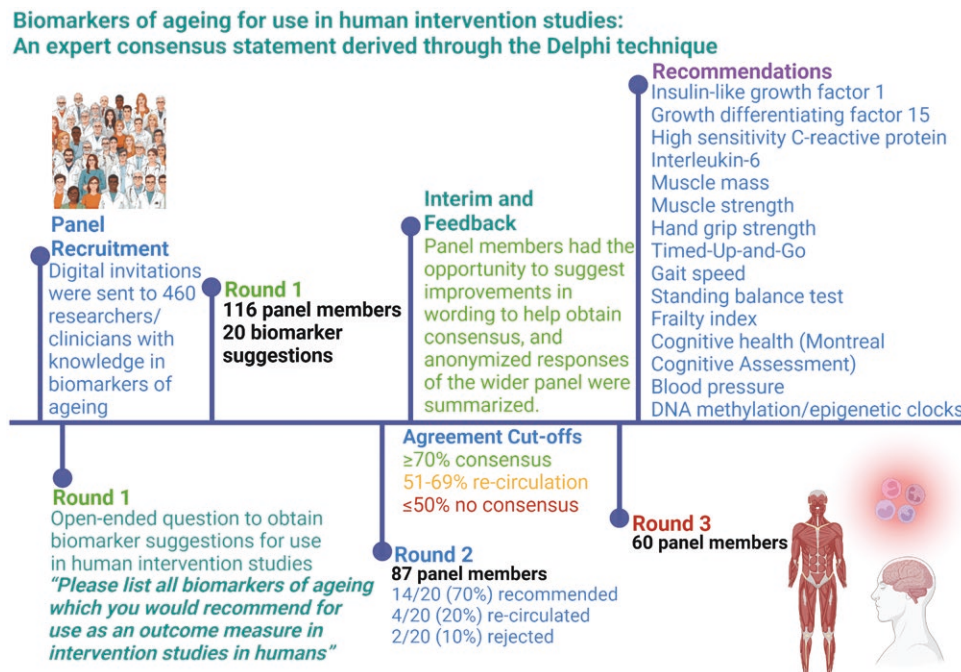 Biomarkers of ageing for use in human intervention studies:
An expert consensus statement derived through the Delphi technique
Panel
Recruitment
Digital invitations
were sent to 460
researchers/
clinicians with
knowledge in
biomarkers of
ageing
Round 1
Open-ended question to obtain
biomarker suggestions for use
in human intervention studies
“Please list all biomarkers of ageing
which you would recommend for
use as an outcome measure in
intervention studies in humans”
Round 1
116 panel members
20 biomarker
suggestions
Round 2
87 panel members
14/20 (70%) recommended
4/20 (20%) re-circulated
2/20 (10%) rejected
Interim and
Feedback
Panel members had the
opportunity to suggest
improvements in
wording to help obtain
consensus, and
anonymized responses
of the wider panel were
summarized.
Agreement Cut-offs
≥70% consensus
51-69% re-circulation
≤50% no consensus
Round 3
60 panel members
Recommendations
Insulin-like growth factor 1
Growth differentiating factor 15
High sensitivity C-reactive protein
Interleukin-6
Muscle mass
Muscle strength
Hand grip strength
Timed-Up-and-Go
Gait speed
Standing balance test
Frailty index
Cognitive health (Montreal
Cognitive Assessment)
Blood pressure
DNA methylation/epigenetic clocks